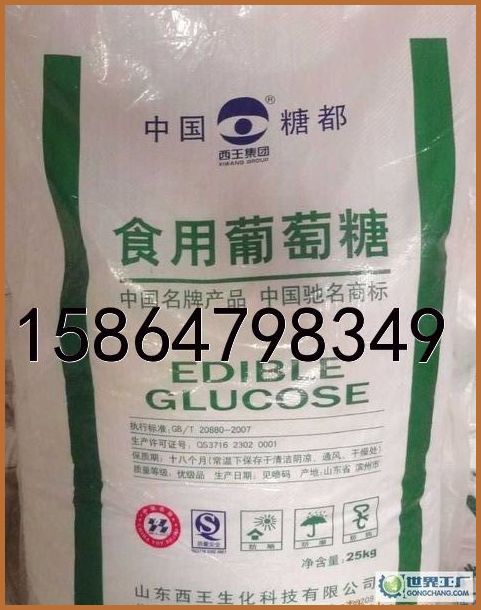 中国 糖都
®
西王集团
XIWANG GROUP
食用葡萄糖
中国名牌产品 中国驰名商标
15864798349
EDIBLE
GLUCOSE
执行标准:GB/T 20880-2007
生产许可证号: QS3716 2302 0001
保质期: 十八个月(常温下保存于清洁阴凉、通风、干燥处)
质量等级: 优级品 生产日期: 见喷码 产地:山东省 滨州市
质量安全
净含量:25kg
山东西王生化科技有限公司
世界工厂
GONGCHANG.COM